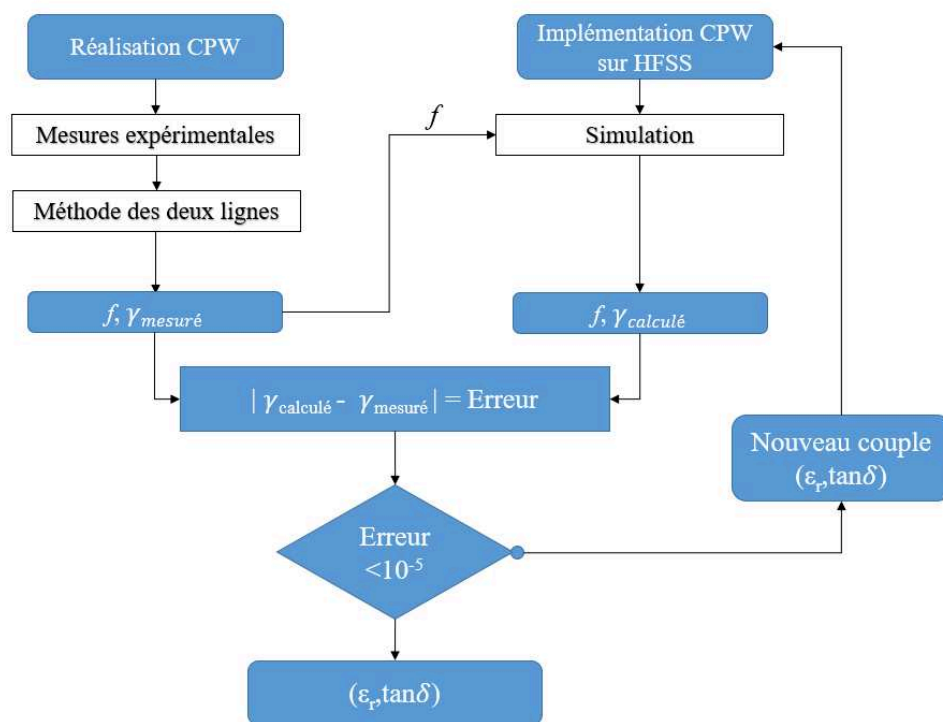 Réalisation CPW
Implémentation CPW
sur HFSS
Mesures expérimentales
f
Simulation
Méthode des deux lignes
f, γmesuré
f, γcalculé
| γcalculé - γmesuré | = Erreur
Nouveau couple
(εr,tanδ)
Erreur
<10⁻⁵
(εr,tanδ)